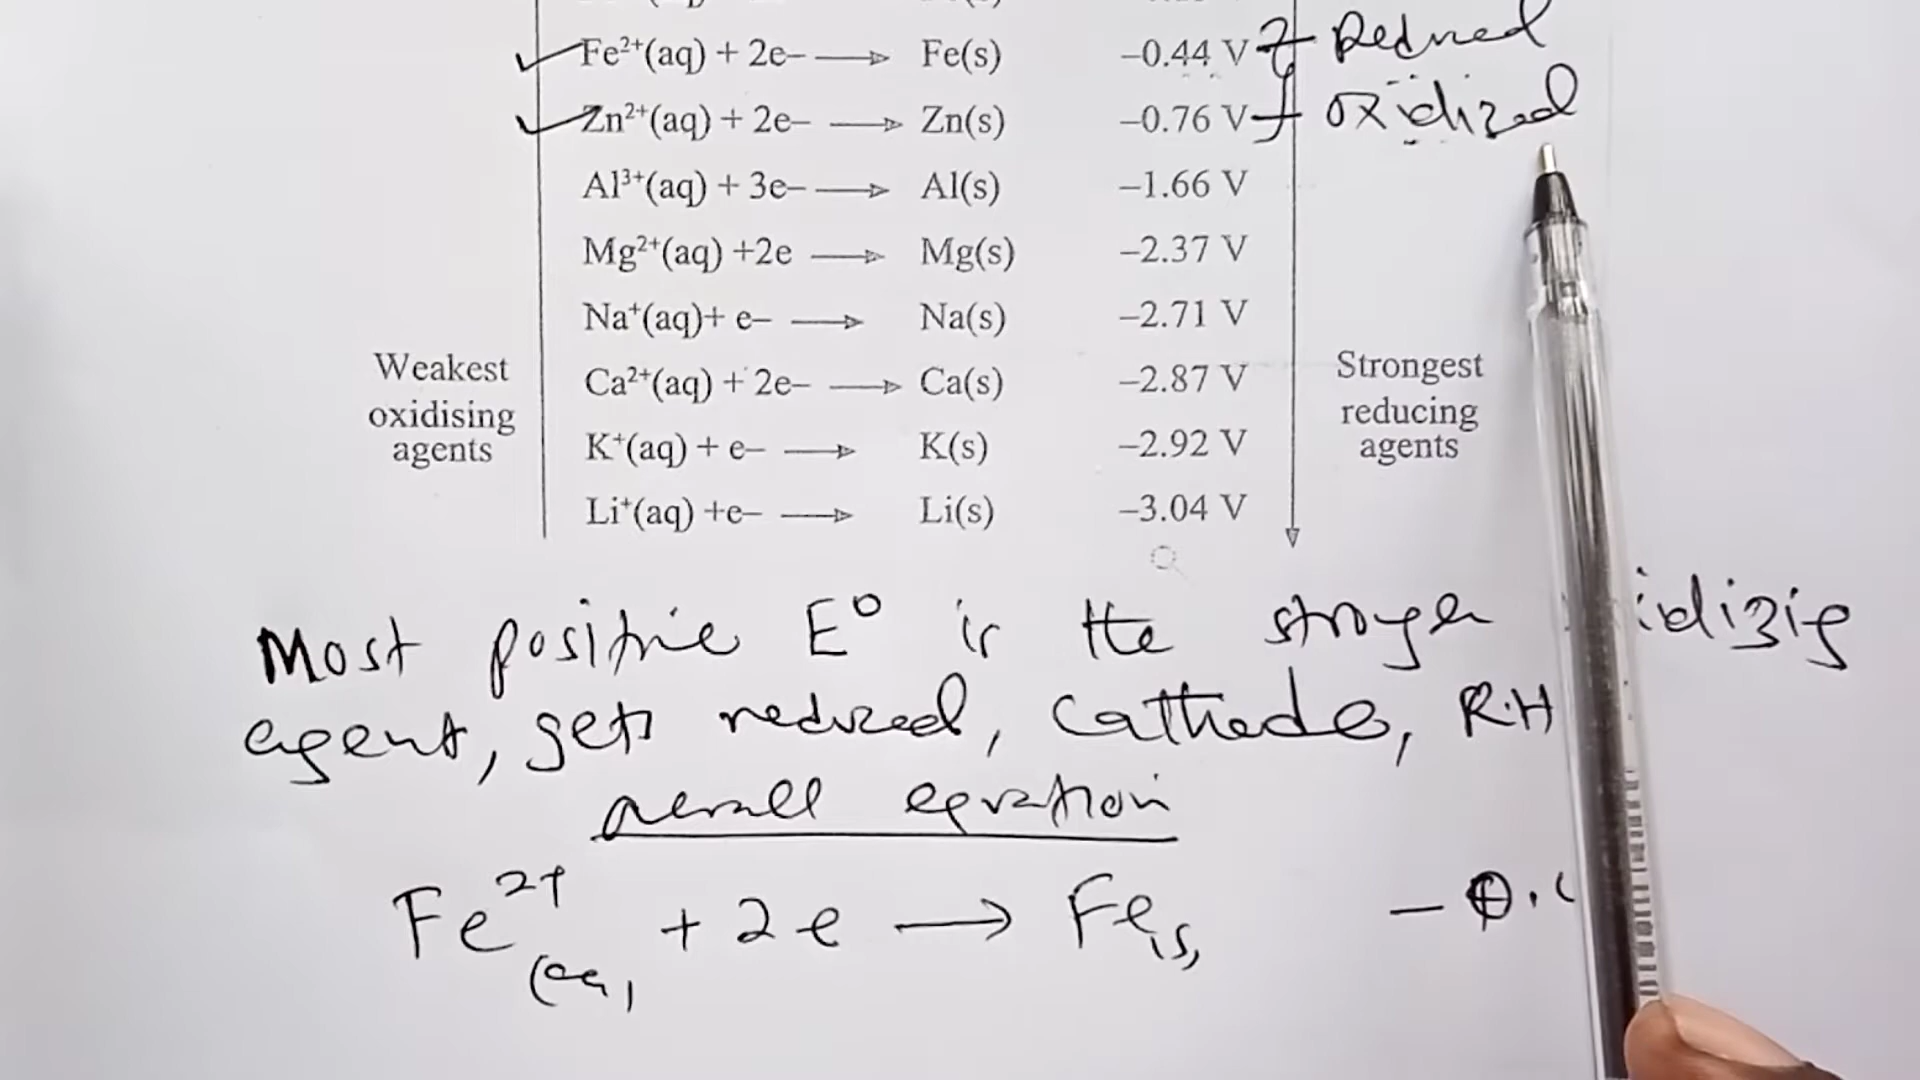 Fe²⁺(aq) + 2e– → Fe(s) –0.44 V Reduced
Zn²⁺(aq) + 2e– → Zn(s) –0.76 V oxidized
Al³⁺(aq) + 3e– → Al(s) –1.66 V
Mg²⁺(aq) +2e → Mg(s) –2.37 V
Na⁺(aq)+ e– → Na(s) –2.71 V
Ca²⁺(aq) + 2e– → Ca(s) –2.87 V
K⁺(aq) + e– → K(s) –2.92 V
Li⁺(aq) +e– → Li(s) –3.04 V
Weakest
oxidising
agents
Strongest
reducing
agents
Most positive E⁰ is the
agent, gets reduced, Cathode, R.H
overall equation
Fe²⁺(aq) + 2e → Fe(s) – 0.